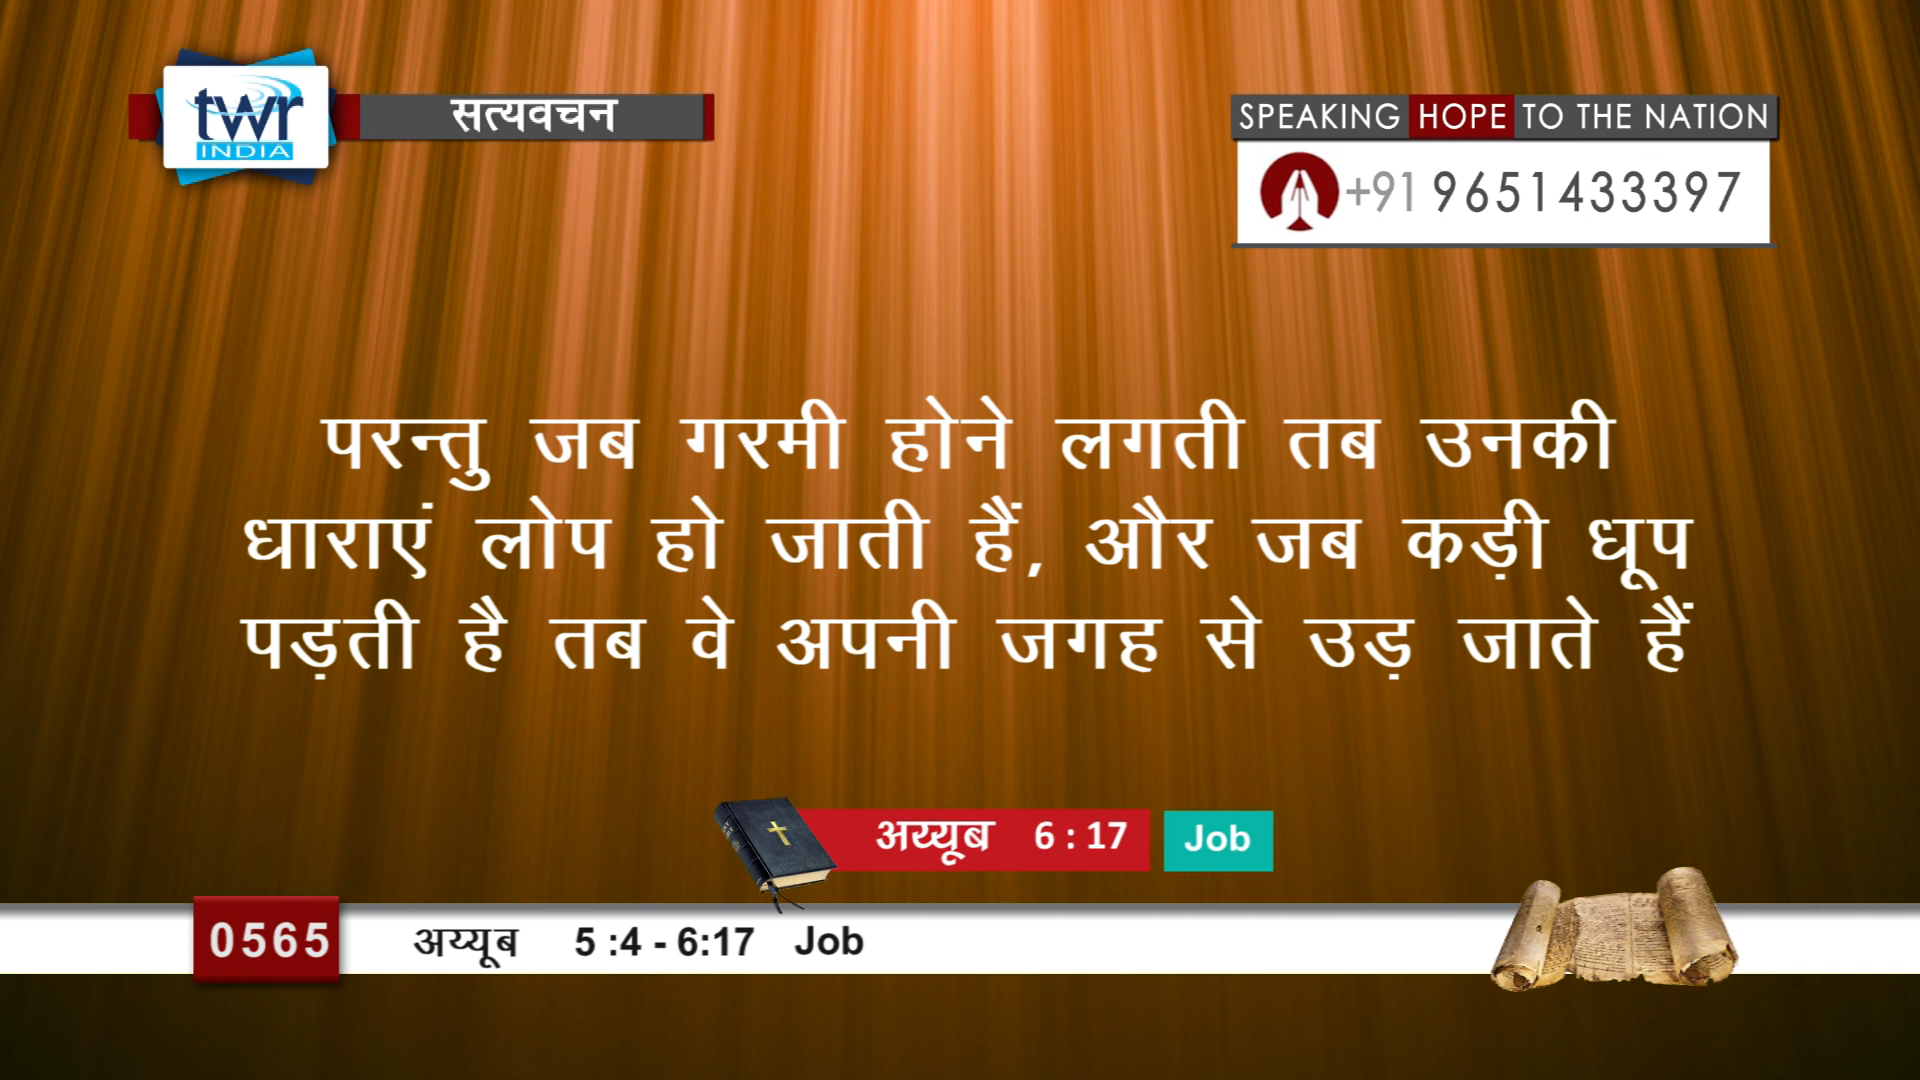 twr
INDIA
सत्यवचन
SPEAKING HOPE TO THE NATION
+91 9651433397
परन्तु जब गरमी होने लगती तब उनकी
धाराएं लोप हो जाती हैं, और जब कड़ी धूप
पड़ती है तब वे अपनी जगह से उड़ जाते हैं
अय्यूब 6 : 17 Job
0565 अय्यूब 5 :4 - 6:17 Job